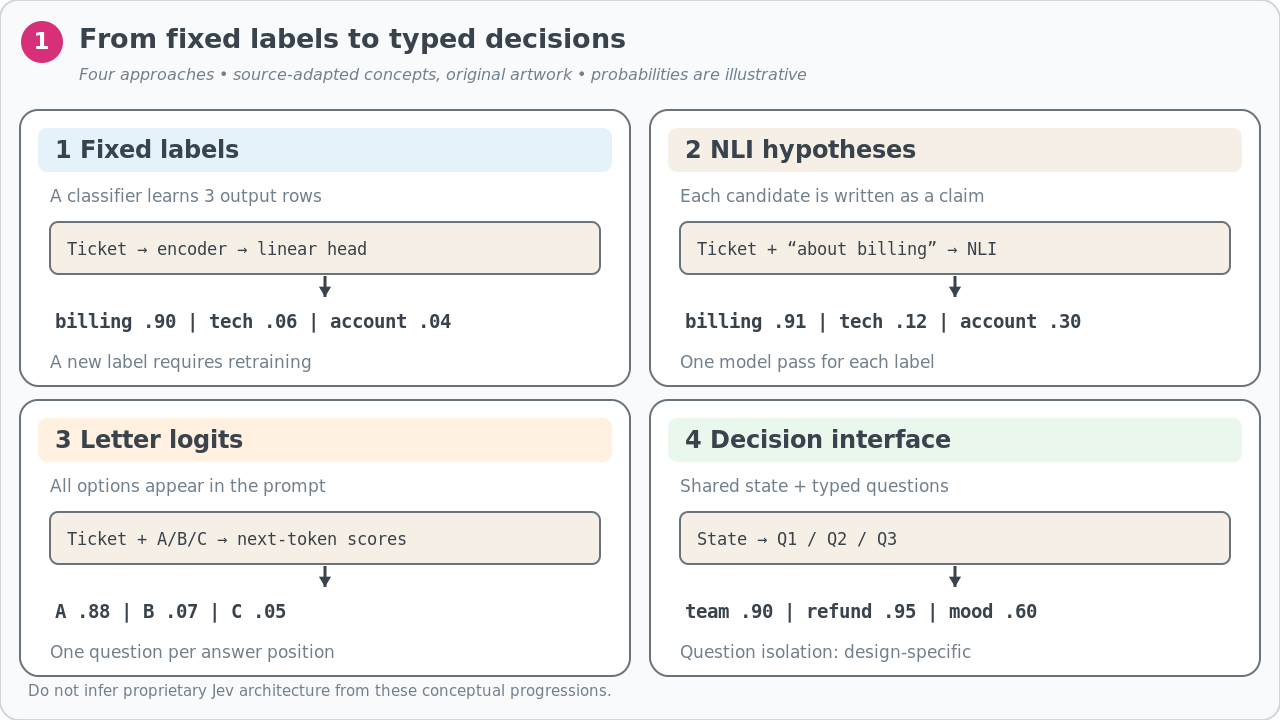 1
From fixed labels to typed decisions
Four approaches • source-adapted concepts, original artwork • probabilities are illustrative
1 Fixed labels
A classifier learns 3 output rows
Ticket → encoder → linear head
billing .90 | tech .06 | account .04
A new label requires retraining
2 NLI hypotheses
Each candidate is written as a claim
Ticket + “about billing” → NLI
billing .91 | tech .12 | account .30
One model pass for each label
3 Letter logits
All options appear in the prompt
Ticket + A/B/C → next-token scores
A .88 | B .07 | C .05
One question per answer position
4 Decision interface
Shared state + typed questions
State → Q1 / Q2 / Q3
team .90 | refund .95 | mood .60
Question isolation: design-specific
Do not infer proprietary Jev architecture from these conceptual progressions.